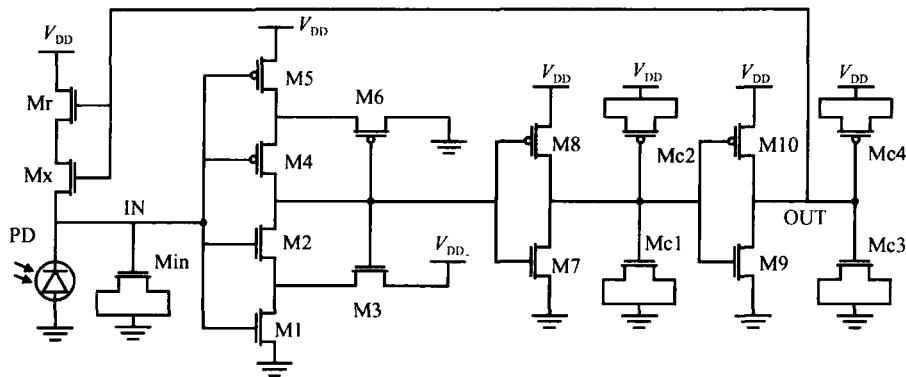 V_DD
V_DD
Mr
Mx
IN
PD
Min
M5
M4
M2
M1
M6
M3
V_DD
M8
M7
V_DD
V_DD
Mc2
Mc1
V_DD
M10
M9
OUT
V_DD
Mc4
Mc3